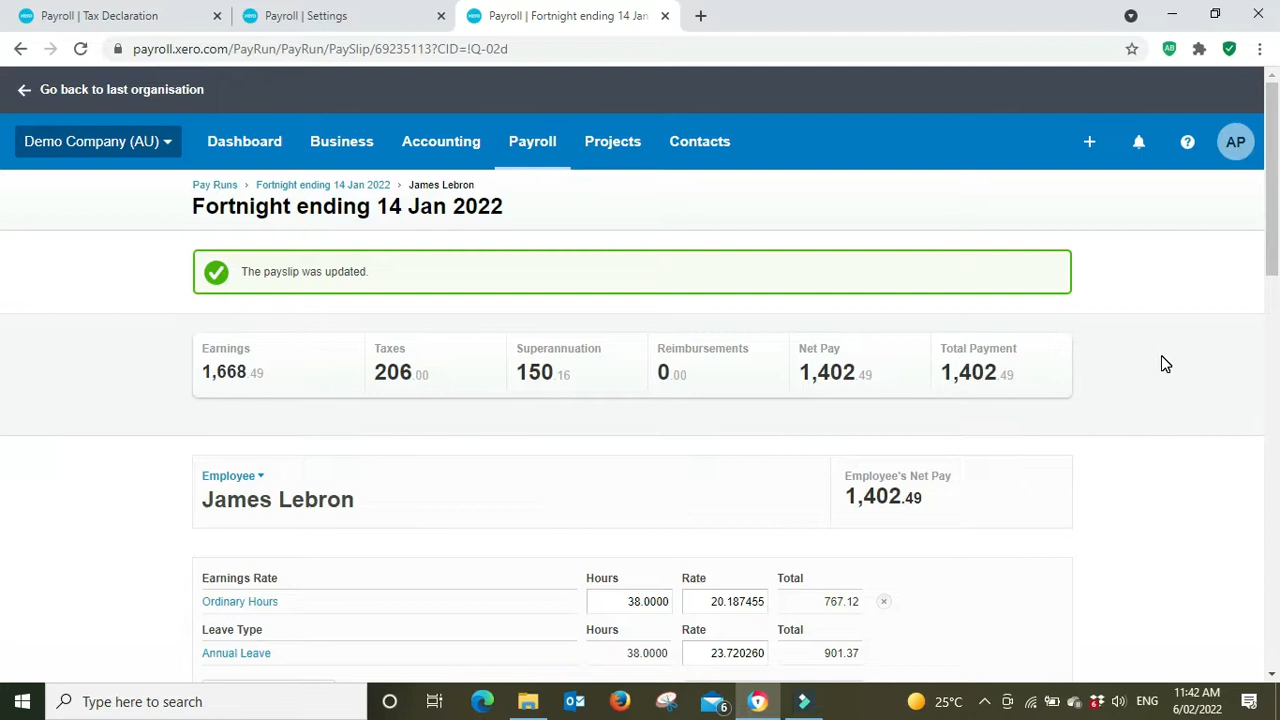 Payroll | Tax Declaration
Payroll | Settings
Payroll | Fortnight ending 14 Jan
payroll.xero.com/PayRun/PayRun/PaySlip/69235113?CID=!Q-02d
Go back to last organisation
Demo Company (AU) Dashboard Business Accounting Payroll Projects Contacts AP
Pay Runs › Fortnight ending 14 Jan 2022 › James Lebron
Fortnight ending 14 Jan 2022
The payslip was updated.
Earnings Taxes Superannuation Reimbursements Net Pay Total Payment
1,668.49 206.00 150.16 0.00 1,402.49 1,402.49
Employee Employee's Net Pay
James Lebron 1,402.49
Earnings Rate Hours Rate Total
Ordinary Hours 38.0000 20.187455 767.12
Leave Type Hours Rate Total
Annual Leave 38.0000 23.720260 901.37
Type here to search
6
25°C
ENG
11:42 AM
6/02/2022